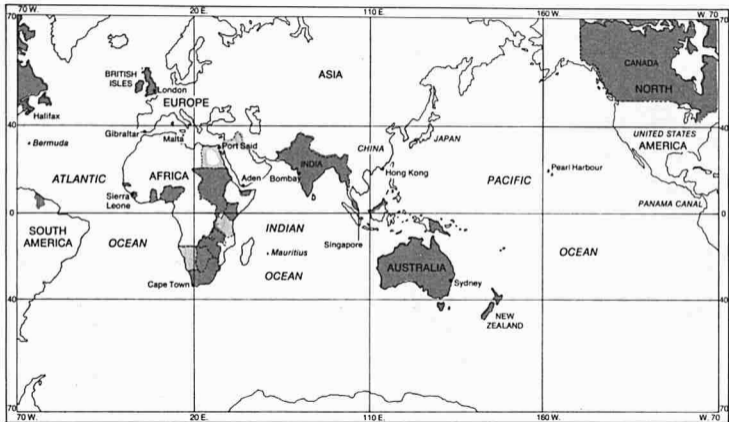 70 W. 20 E. 110 E. 160 W. W. 70
70 70
BRITISH
ISLES
London
EUROPE
ASIA
CANADA
NORTH
Halifax
40 40
Gibraltar
Malta
Port Said
CHINA
JAPAN
UNITED STATES
AMERICA
Bermuda
ATLANTIC
AFRICA
Aden
INDIA
Bombay
Hong Kong
PACIFIC
Pearl Harbour
Sierra
Leone
PANAMA CANAL
0 0
SOUTH
AMERICA
OCEAN
INDIAN
Mauritius
OCEAN
Singapore
OCEAN
AUSTRALIA
Cape Town
Sydney
40 40
NEW
ZEALAND
70 70
70 W. 20 E. 110 E. 160 W. W. 70